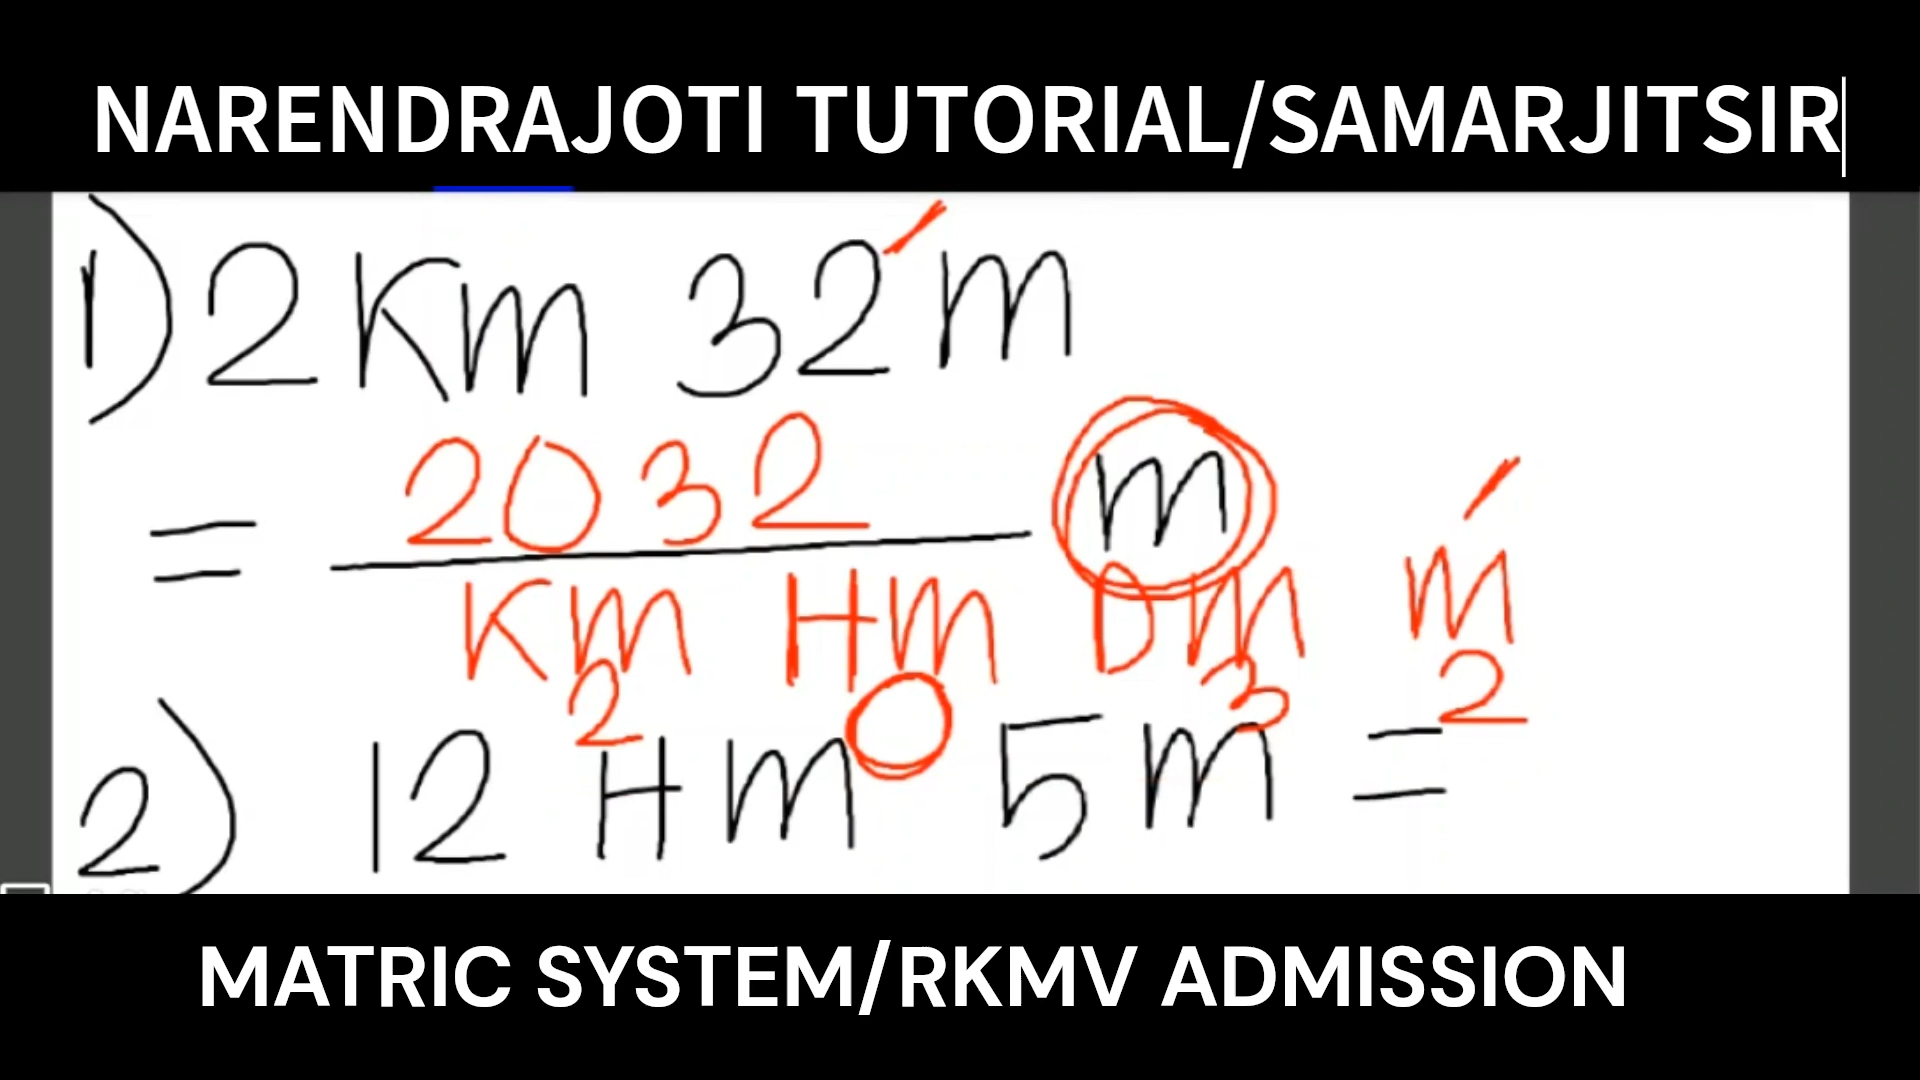 NARENDRAJOTI TUTORIAL/SAMARJITSIR
1) 2 Km 32 m
= 2032 m
Km Hm Dm m
2 0 3 2
2) 12 Hm 5 m =
MATRIC SYSTEM/RKMV ADMISSION